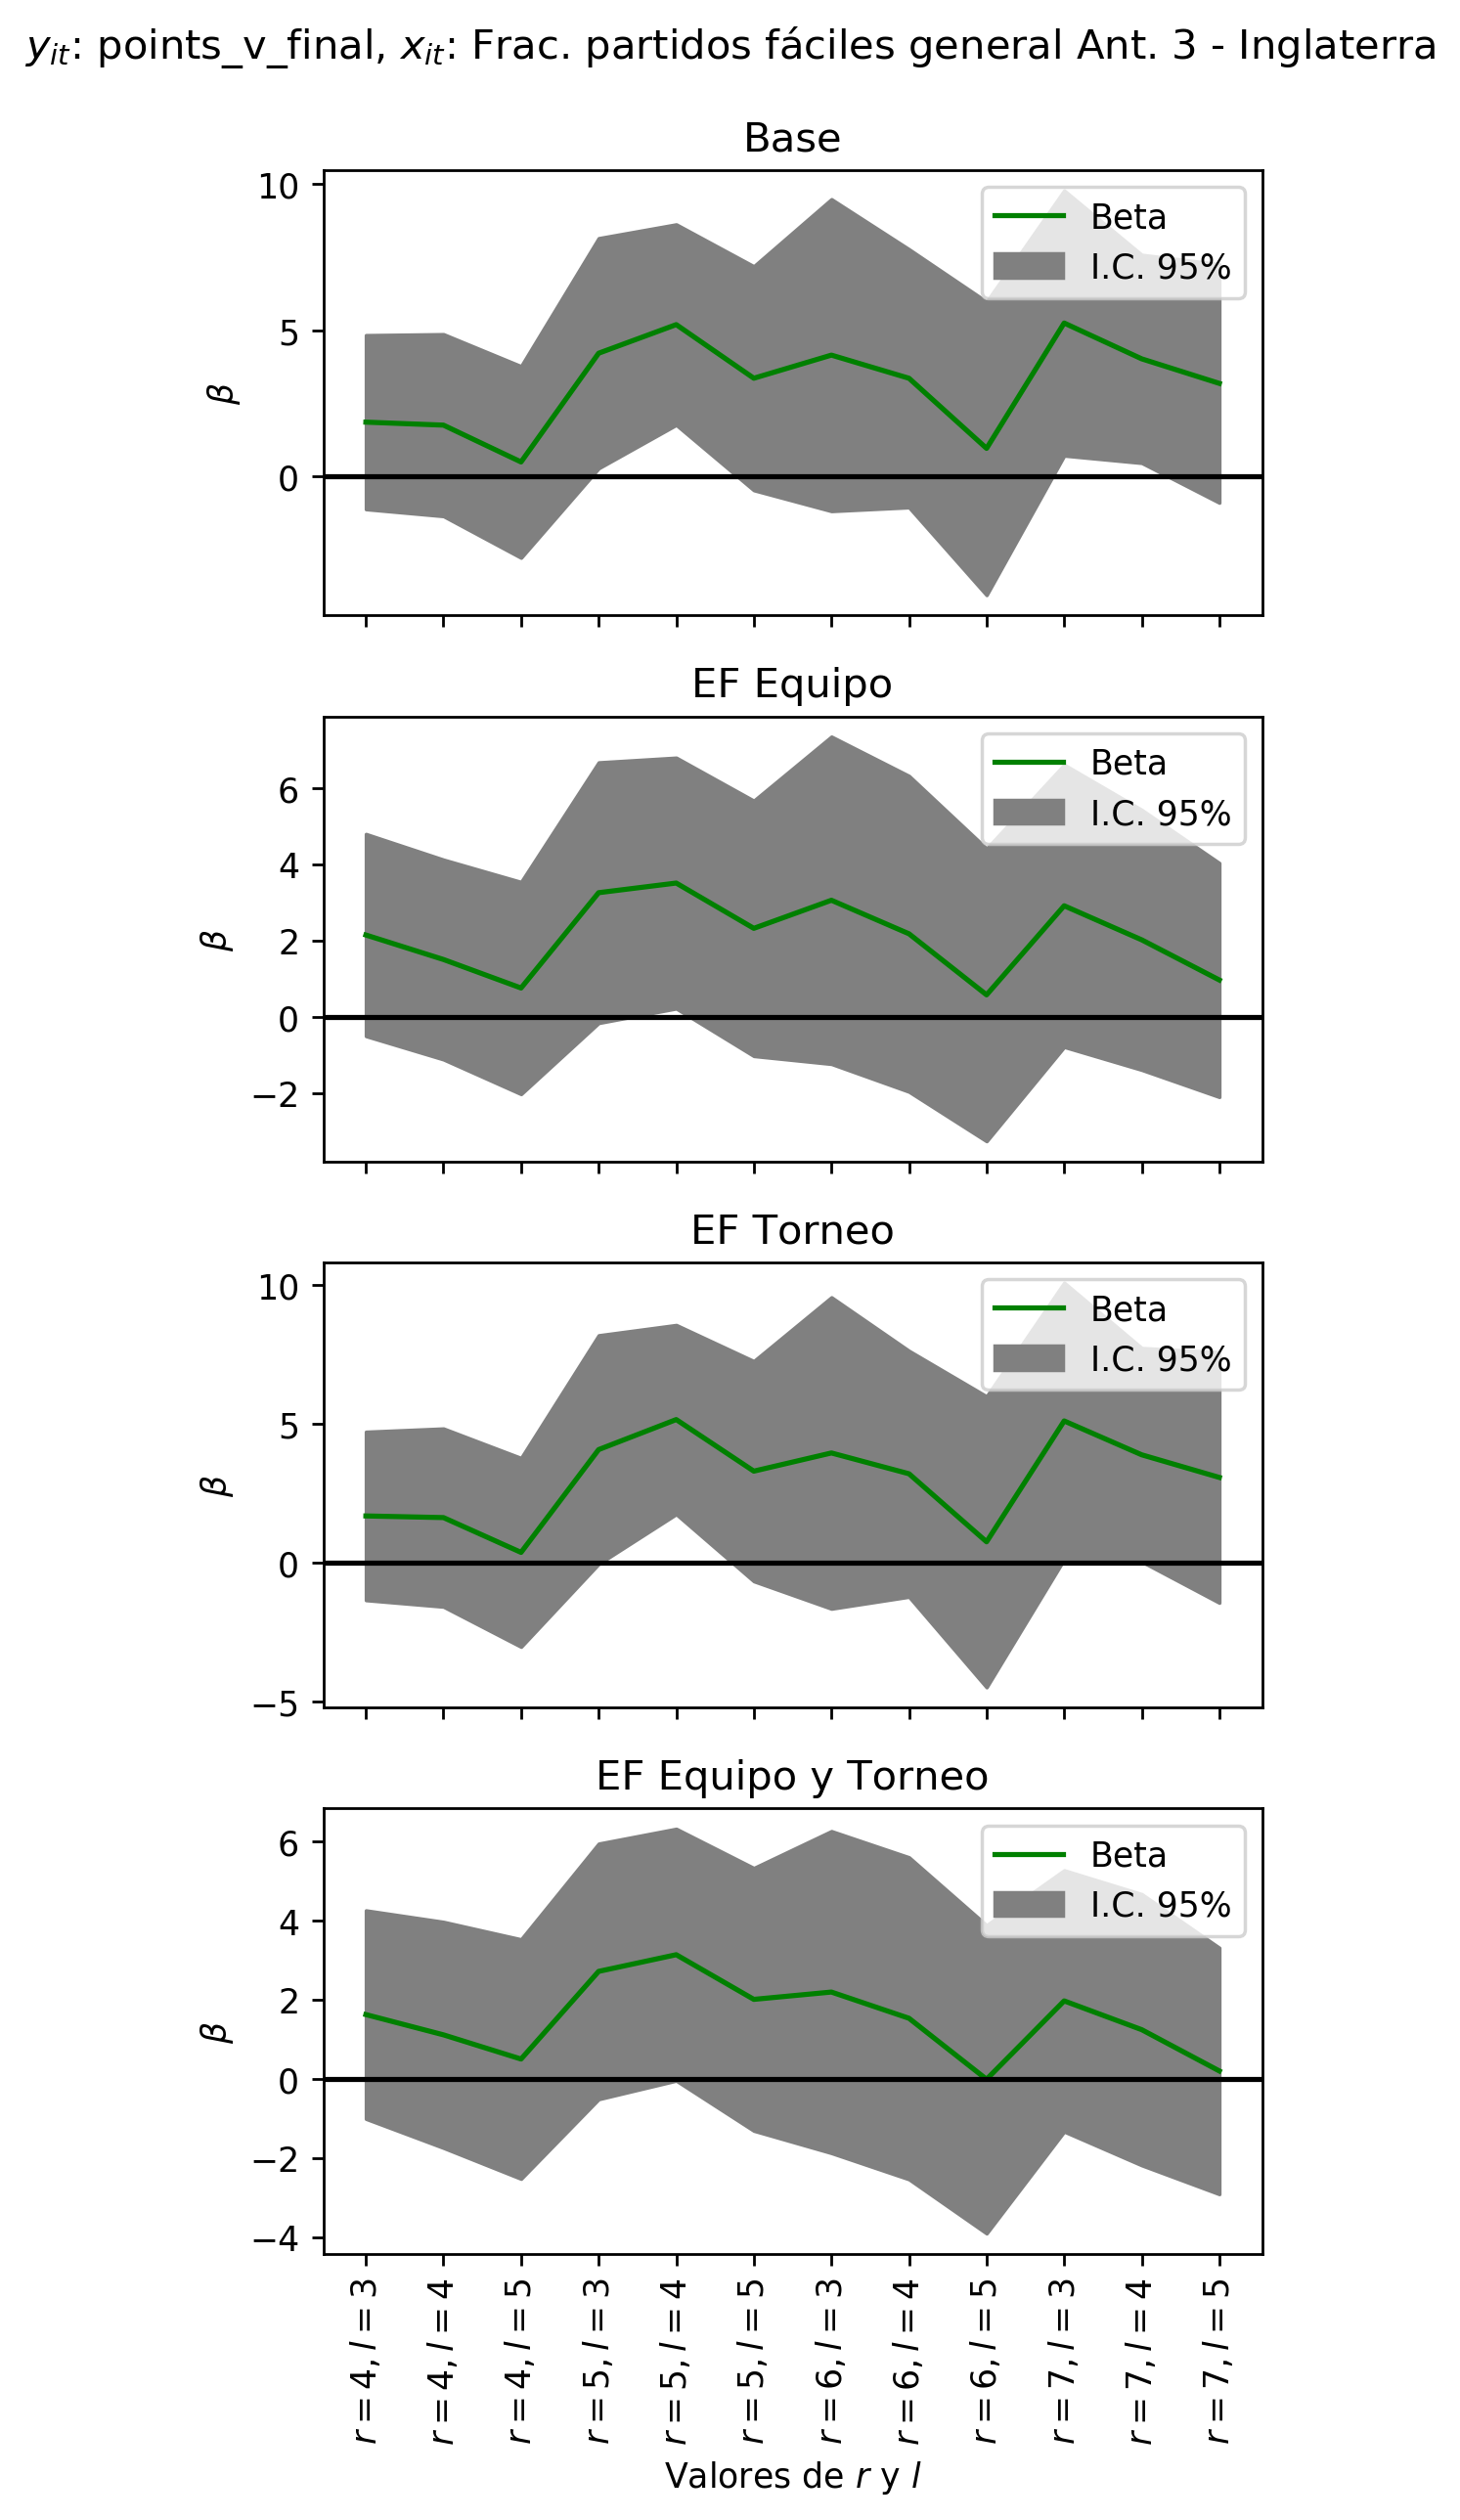 y_it: points_v_final, x_it: Frac. partidos fáciles general Ant. 3 - Inglaterra
Base
10
5
0
β
Beta
I.C. 95%
EF Equipo
6
4
2
0
−2
β
Beta
I.C. 95%
EF Torneo
10
5
0
−5
β
Beta
I.C. 95%
EF Equipo y Torneo
6
4
2
0
−2
−4
β
Beta
I.C. 95%
r = 4, l = 3
r = 4, l = 4
r = 4, l = 5
r = 5, l = 3
r = 5, l = 4
r = 5, l = 5
r = 6, l = 3
r = 6, l = 4
r = 6, l = 5
r = 7, l = 3
r = 7, l = 4
r = 7, l = 5
Valores de r y l